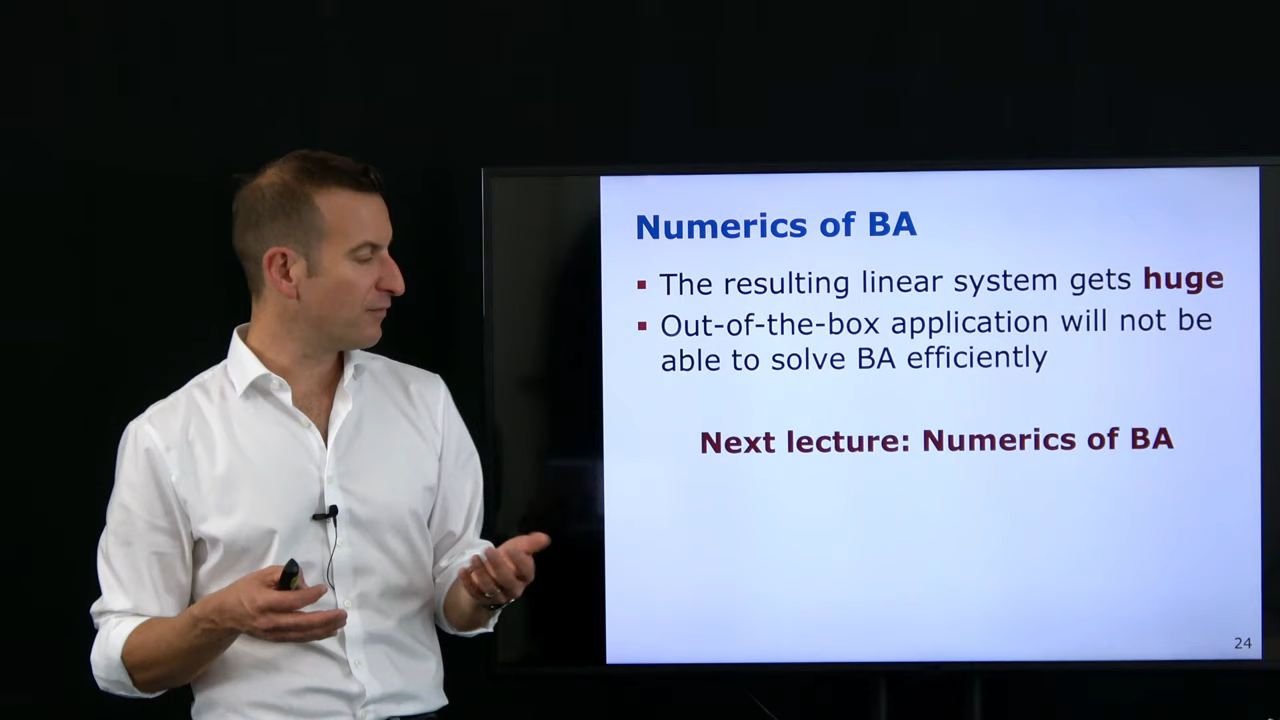 Numerics of BA
▪ The resulting linear system gets huge
▪ Out-of-the-box application will not be
able to solve BA efficiently
Next lecture: Numerics of BA
24